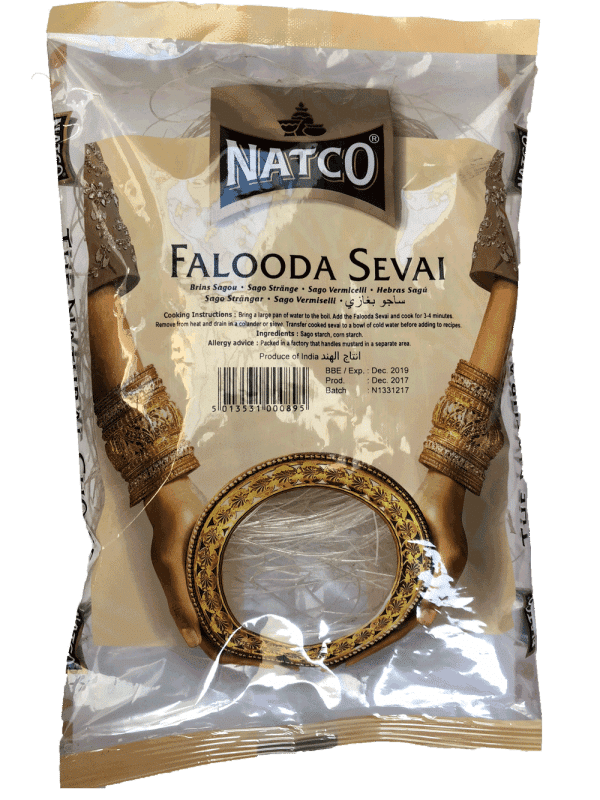 NATCO®
FALOODA SEVAI
Brins Sagou • Sago Stränge • Sago Vermicelli • Hebras Sagú
Sago Strängar • Sago Vermiselli • ساجو بغازي
Cooking Instructions : Bring a large pan of water to the boil. Add the Falooda Sevai and cook for 3-4 minutes.
Remove from heat and drain in a colander or sieve. Transfer cooked sevai to a bowl of cold water before adding to recipes.
Ingredients : Sago starch, corn starch.
Allergy advice : Packed in a factory that handles mustard in a separate area.
Produce of India انتاج الهند
BBE / Exp. : Dec. 2019
Prod. : Dec. 2017
Batch : N1331217
5 013531 000895
NATCO
NATCO